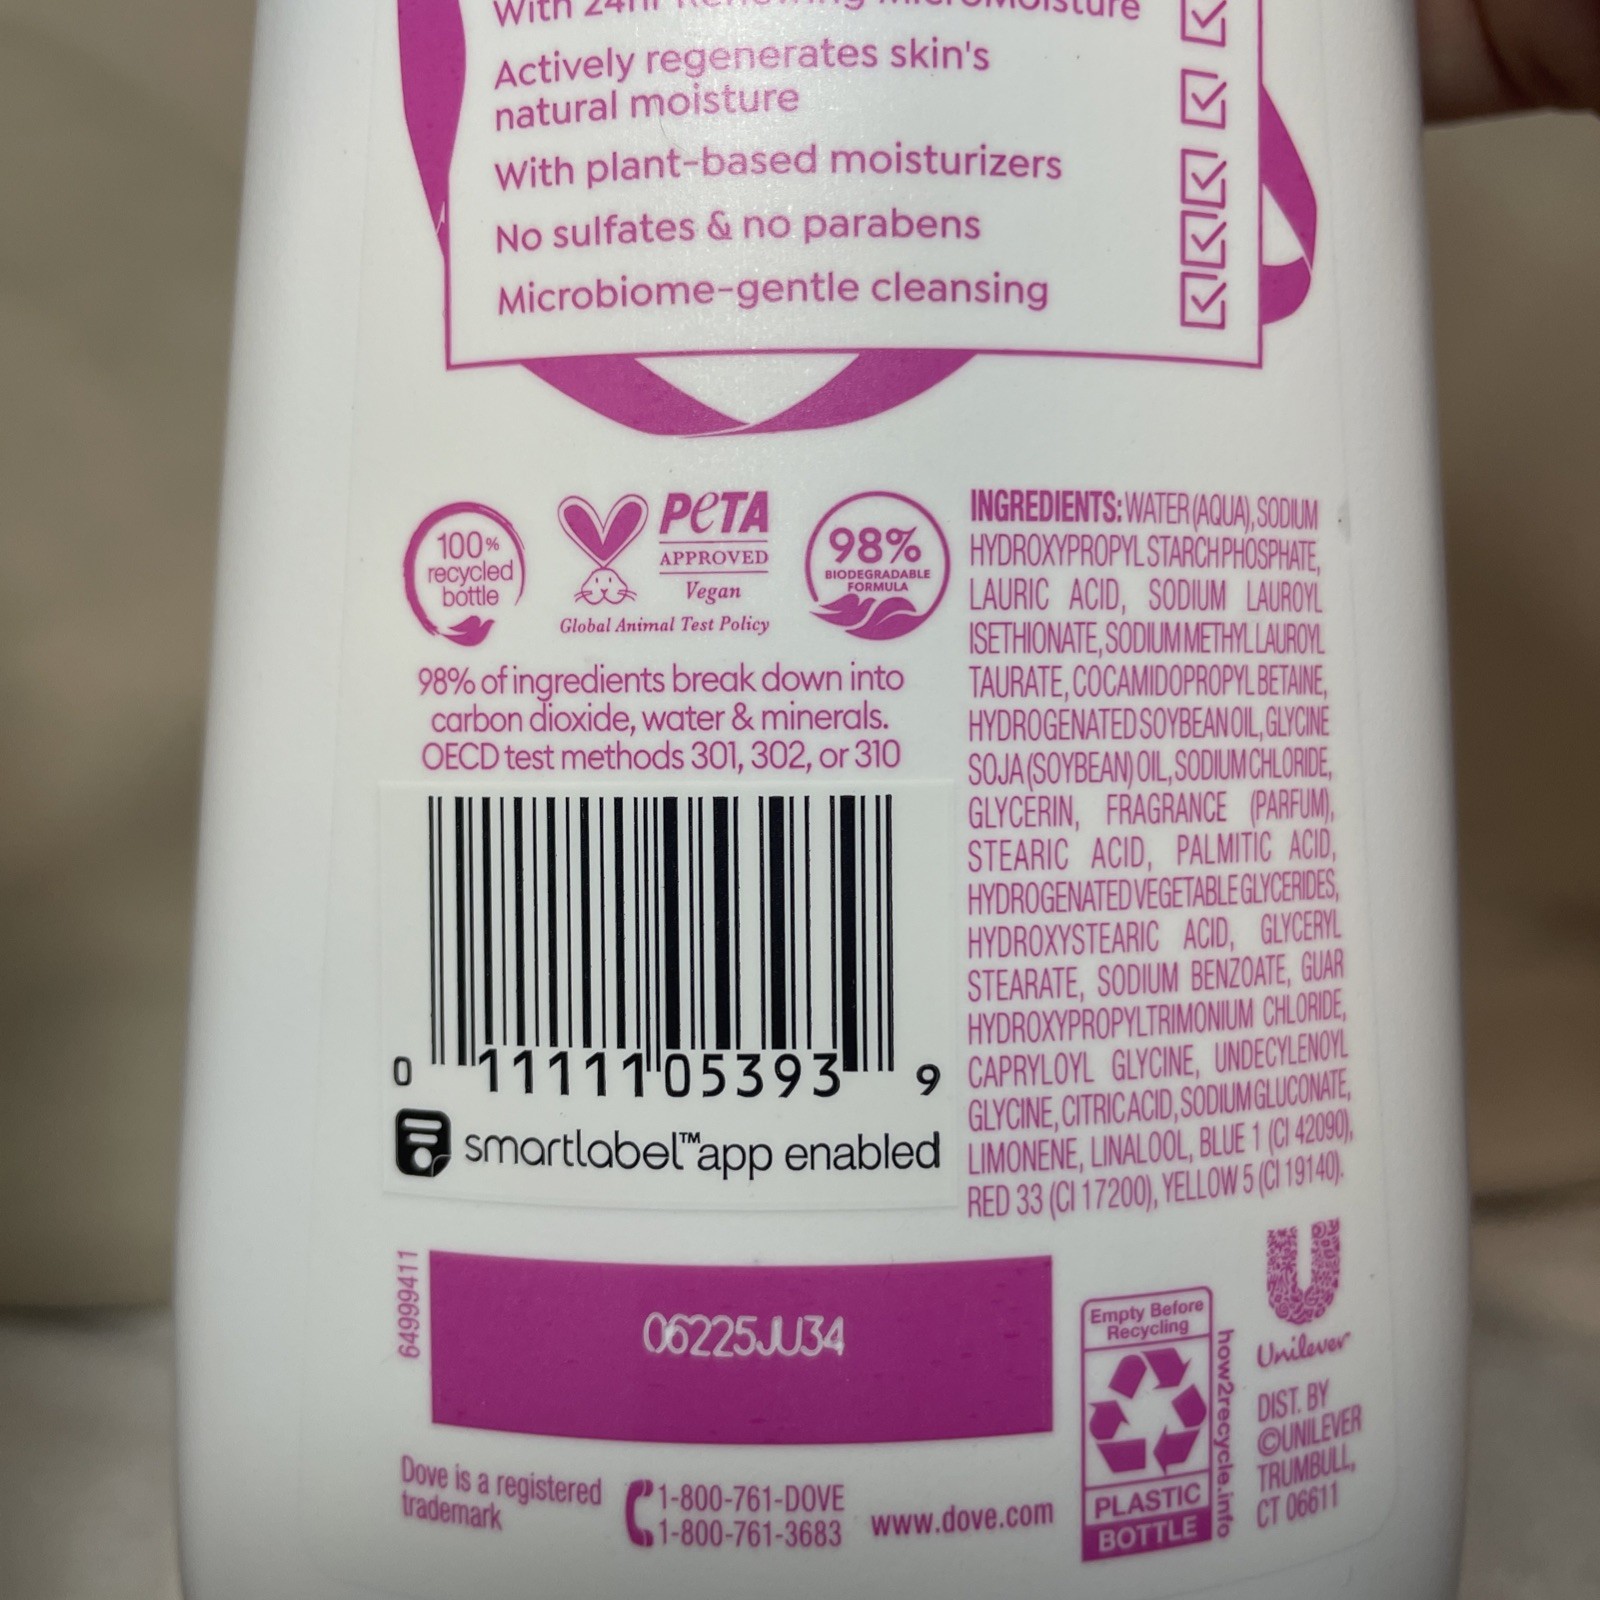 With 24hr Renewing MicroMoisture
Actively regenerates skin's
natural moisture
With plant-based moisturizers
No sulfates & no parabens
Microbiome-gentle cleansing
100%
recycled
bottle
PeTA
APPROVED
Vegan
Global Animal Test Policy
98%
BIODEGRADABLE
FORMULA
98% of ingredients break down into
carbon dioxide, water & minerals.
OECD test methods 301, 302, or 310
0 11111 05393 9
smartlabel™ app enabled
INGREDIENTS: WATER (AQUA), SODIUM
HYDROXYPROPYL STARCH PHOSPHATE,
LAURIC ACID, SODIUM LAUROYL
ISETHIONATE, SODIUM METHYL LAUROYL
TAURATE, COCAMIDOPROPYL BETAINE,
HYDROGENATED SOYBEAN OIL, GLYCINE
SOJA (SOYBEAN) OIL, SODIUM CHLORIDE,
GLYCERIN, FRAGRANCE (PARFUM),
STEARIC ACID, PALMITIC ACID,
HYDROGENATED VEGETABLE GLYCERIDES,
HYDROXYSTEARIC ACID, GLYCERYL
STEARATE, SODIUM BENZOATE, GUAR
HYDROXYPROPYLTRIMONIUM CHLORIDE,
CAPRYLOYL GLYCINE, UNDECYLENOYL
GLYCINE, CITRIC ACID, SODIUM GLUCONATE,
LIMONENE, LINALOOL, BLUE 1 (CI 42090),
RED 33 (CI 17200), YELLOW 5 (CI 19140).
64999411
06225JU34
Dove is a registered
trademark
1-800-761-DOVE
1-800-761-3683
www.dove.com
Empty Before
Recycling
PLASTIC
BOTTLE
how2recycle.info
Unilever
DIST. BY
©UNILEVER
TRUMBULL,
CT 06611